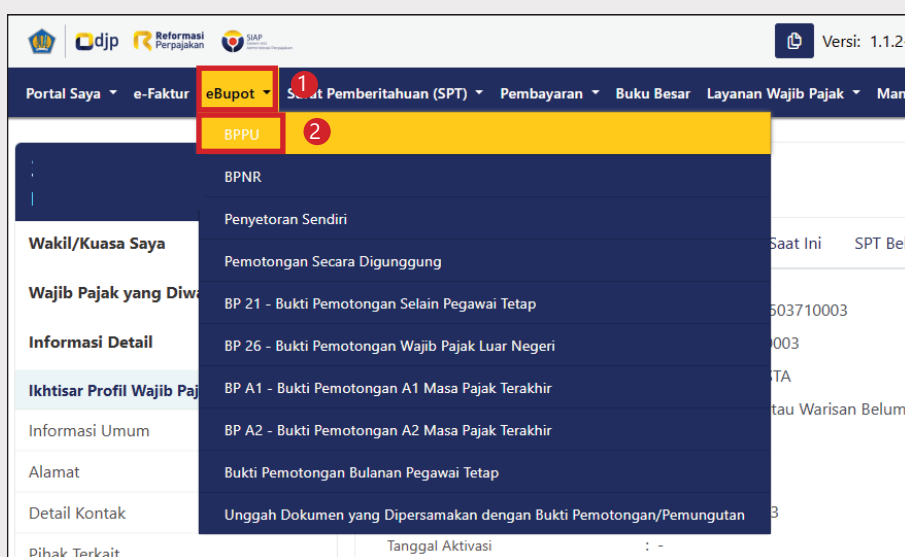 djp
Reformasi
Perpajakan
SIAP
Versi: 1.1.2
Portal Saya e-Faktur eBupot 1 Surat Pemberitahuan (SPT) Pembayaran Buku Besar Layanan Wajib Pajak Man
BPPU 2
BPNR
Penyetoran Sendiri
Pemotongan Secara Digunggung
BP 21 - Bukti Pemotongan Selain Pegawai Tetap
BP 26 - Bukti Pemotongan Wajib Pajak Luar Negeri
BP A1 - Bukti Pemotongan A1 Masa Pajak Terakhir
BP A2 - Bukti Pemotongan A2 Masa Pajak Terakhir
Bukti Pemotongan Bulanan Pegawai Tetap
Unggah Dokumen yang Dipersamakan dengan Bukti Pemotongan/Pemungutan
Wakil/Kuasa Saya
Wajib Pajak yang Diwa
Informasi Detail
Ikhtisar Profil Wajib Paj
Informasi Umum
Alamat
Detail Kontak
Pihak Terkait
Saat Ini SPT Bel
503710003
0003
STA
tau Warisan Belum
3
Tanggal Aktivasi : -